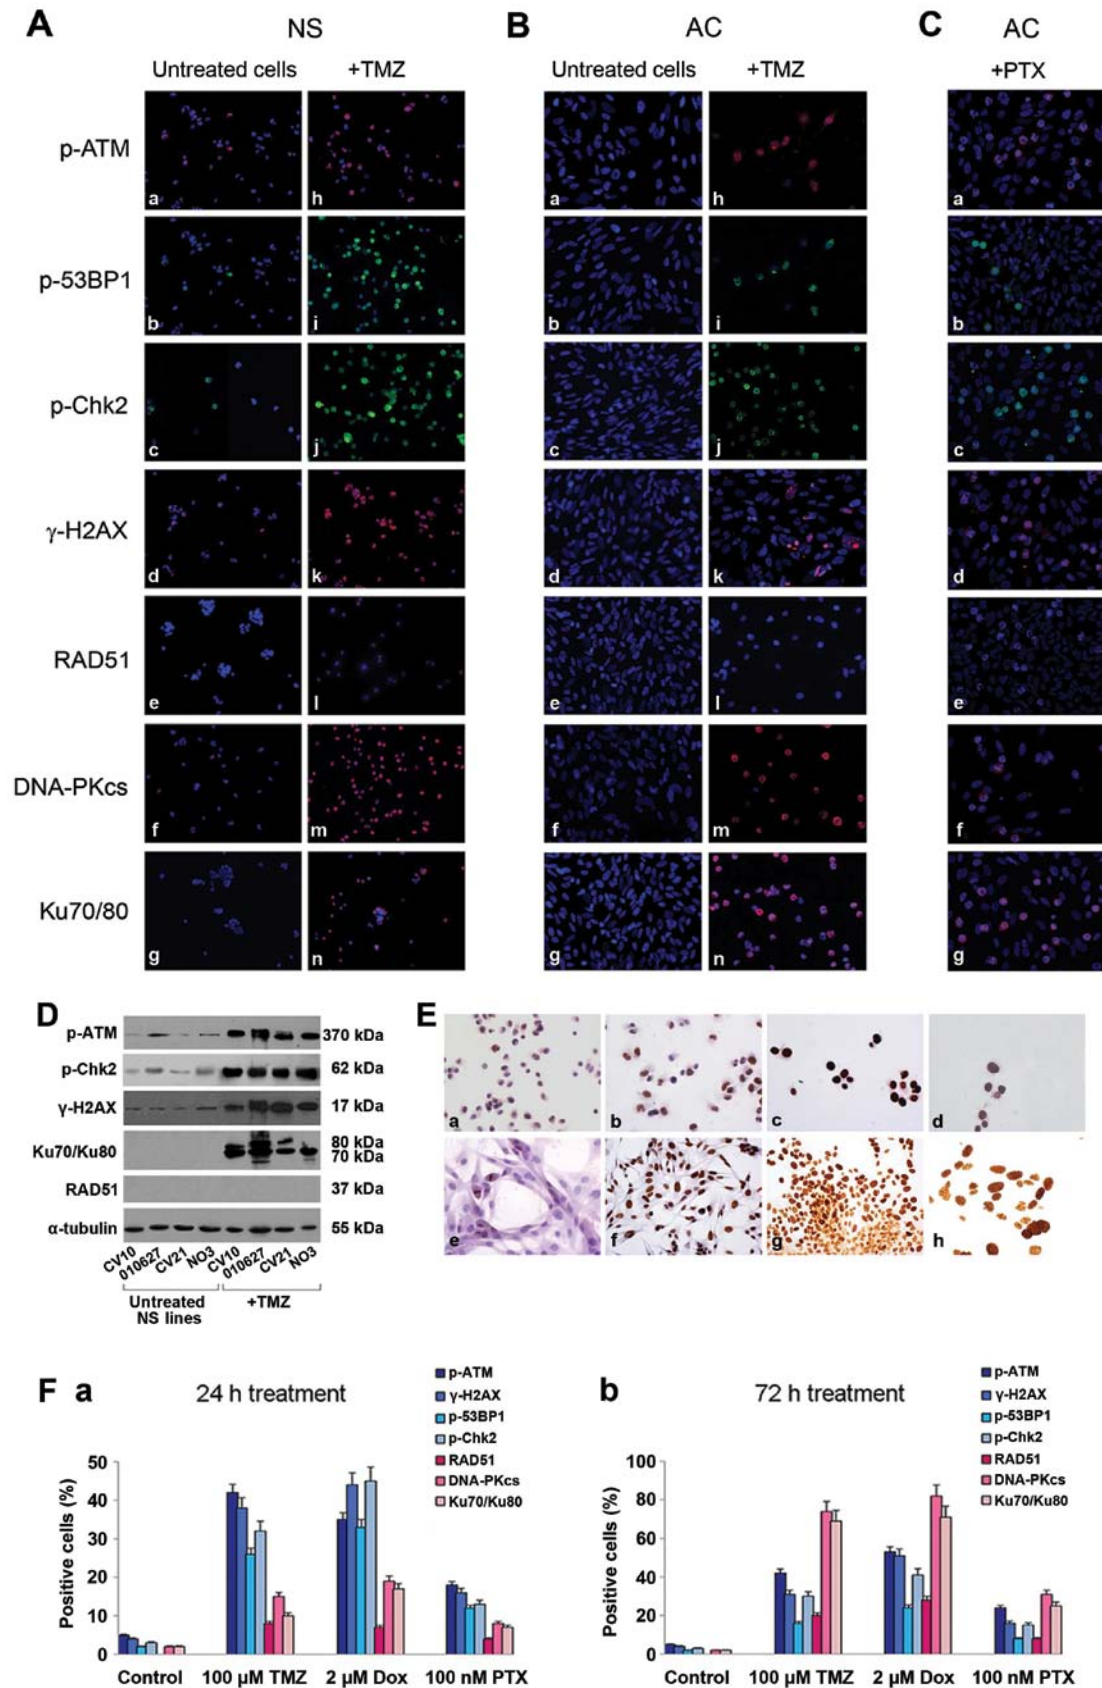 A NS B AC C AC
Untreated cells +TMZ Untreated cells +TMZ +PTX
p-ATM a h a h a
p-53BP1 b i b i b
p-Chk2 c j c j c
γ-H2AX d k d k d
RAD51 e l e l e
DNA-PKcs f m f m f
Ku70/80 g n g n g
D
p-ATM 370 kDa
p-Chk2 62 kDa
γ-H2AX 17 kDa
Ku70/Ku80 80 kDa
70 kDa
RAD51 37 kDa
α-tubulin 55 kDa
CV10 010627 CV21 NO3 CV10 010627 CV21 NO3
Untreated +TMZ
NS lines
E
a b c d
e f g h
F a 24 h treatment
p-ATM
γ-H2AX
p-53BP1
p-Chk2
RAD51
DNA-PKcs
Ku70/Ku80
Positive cells (%)
50
40
30
20
10
0
Control 100 µM TMZ 2 µM Dox 100 nM PTX
b 72 h treatment
p-ATM
γ-H2AX
p-53BP1
p-Chk2
RAD51
DNA-PKcs
Ku70/Ku80
Positive cells (%)
100
80
60
40
20
0
Control 100 µM TMZ 2 µM Dox 100 nM PTX